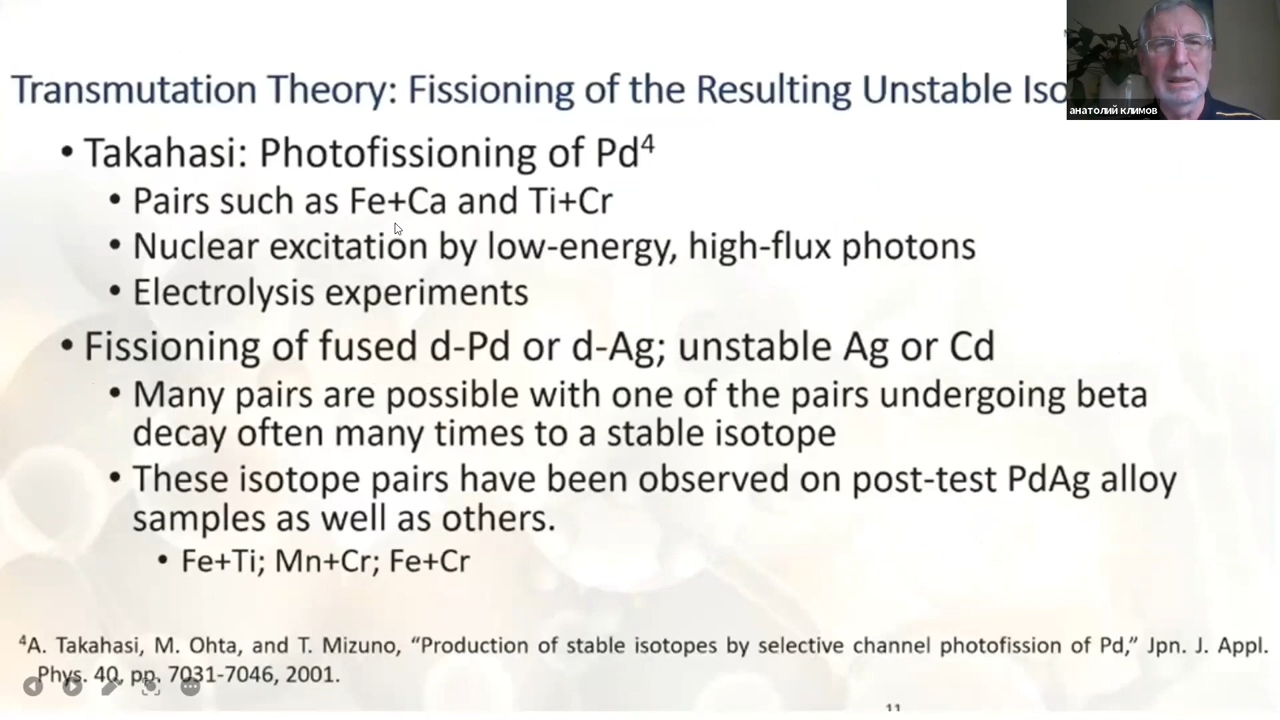 Transmutation Theory: Fissioning of the Resulting Unstable Iso
анатолий климов
• Takahasi: Photofissioning of Pd⁴
• Pairs such as Fe+Ca and Ti+Cr
• Nuclear excitation by low-energy, high-flux photons
• Electrolysis experiments
• Fissioning of fused d-Pd or d-Ag; unstable Ag or Cd
• Many pairs are possible with one of the pairs undergoing beta
decay often many times to a stable isotope
• These isotope pairs have been observed on post-test PdAg alloy
samples as well as others.
• Fe+Ti; Mn+Cr; Fe+Cr
⁴A. Takahasi, M. Ohta, and T. Mizuno, “Production of stable isotopes by selective channel photofission of Pd,” Jpn. J. Appl.
Phys. 40, pp. 7031-7046, 2001.
11